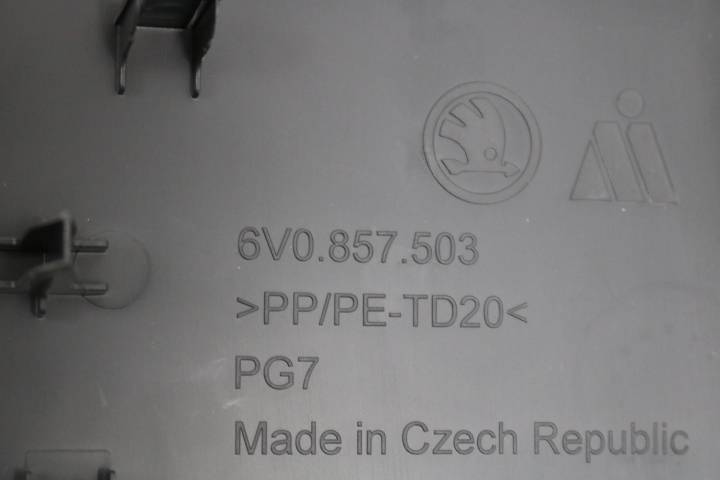 6V0.857.503
>PP/PE-TD20<
PG7
Made in Czech Republic